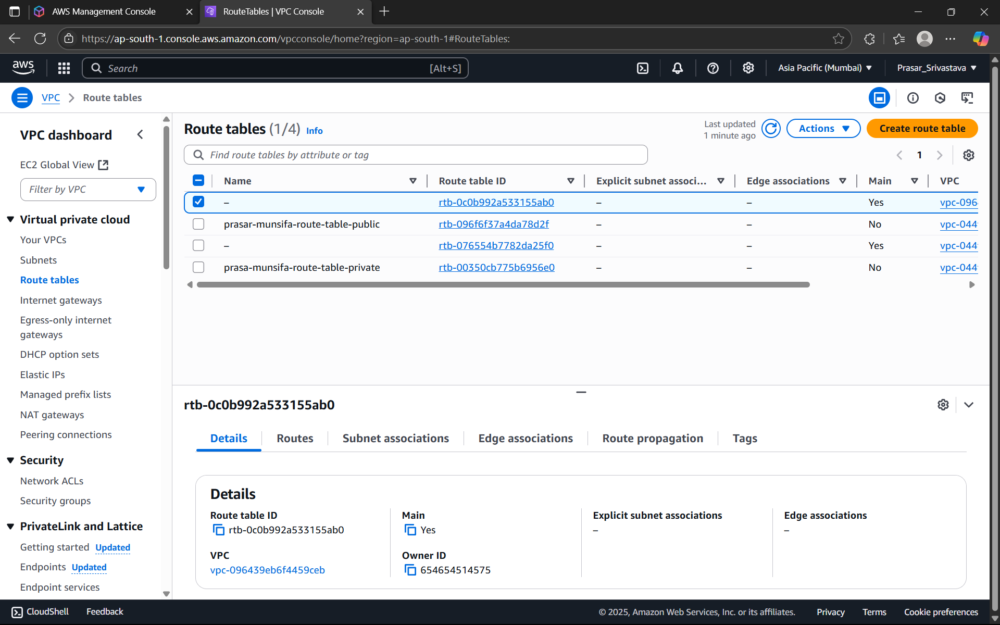 AWS Management Console
RouteTables | VPC Console
https://ap-south-1.console.aws.amazon.com/vpcconsole/home?region=ap-south-1#RouteTables:
aws
Search
[Alt+S]
Asia Pacific (Mumbai)
Prasar_Srivastava
VPC
Route tables
VPC dashboard
EC2 Global View
Filter by VPC
Virtual private cloud
Your VPCs
Subnets
Route tables
Internet gateways
Egress-only internet
gateways
DHCP option sets
Elastic IPs
Managed prefix lists
NAT gateways
Peering connections
Security
Network ACLs
Security groups
PrivateLink and Lattice
Getting started Updated
Endpoints Updated
Endpoint services
Route tables (1/4) Info
Last updated
1 minute ago
Actions
Create route table
Find route tables by attribute or tag
1
Name Route table ID Explicit subnet associ... Edge associations Main VPC
– rtb-0c0b992a533155ab0 – – Yes vpc-096
prasar-munsifa-route-table-public rtb-096f6f37a4da78d2f – – No vpc-044
– rtb-076554b7782da25f0 – – Yes vpc-044
prasa-munsifa-route-table-private rtb-00350cb775b6956e0 – – No vpc-044
rtb-0c0b992a533155ab0
Details Routes Subnet associations Edge associations Route propagation Tags
Details
Route table ID
rtb-0c0b992a533155ab0
Main
Yes
Explicit subnet associations
–
Edge associations
–
VPC
vpc-096439eb6f4459ceb
Owner ID
654654514575
CloudShell
Feedback
© 2025, Amazon Web Services, Inc. or its affiliates.
Privacy
Terms
Cookie preferences